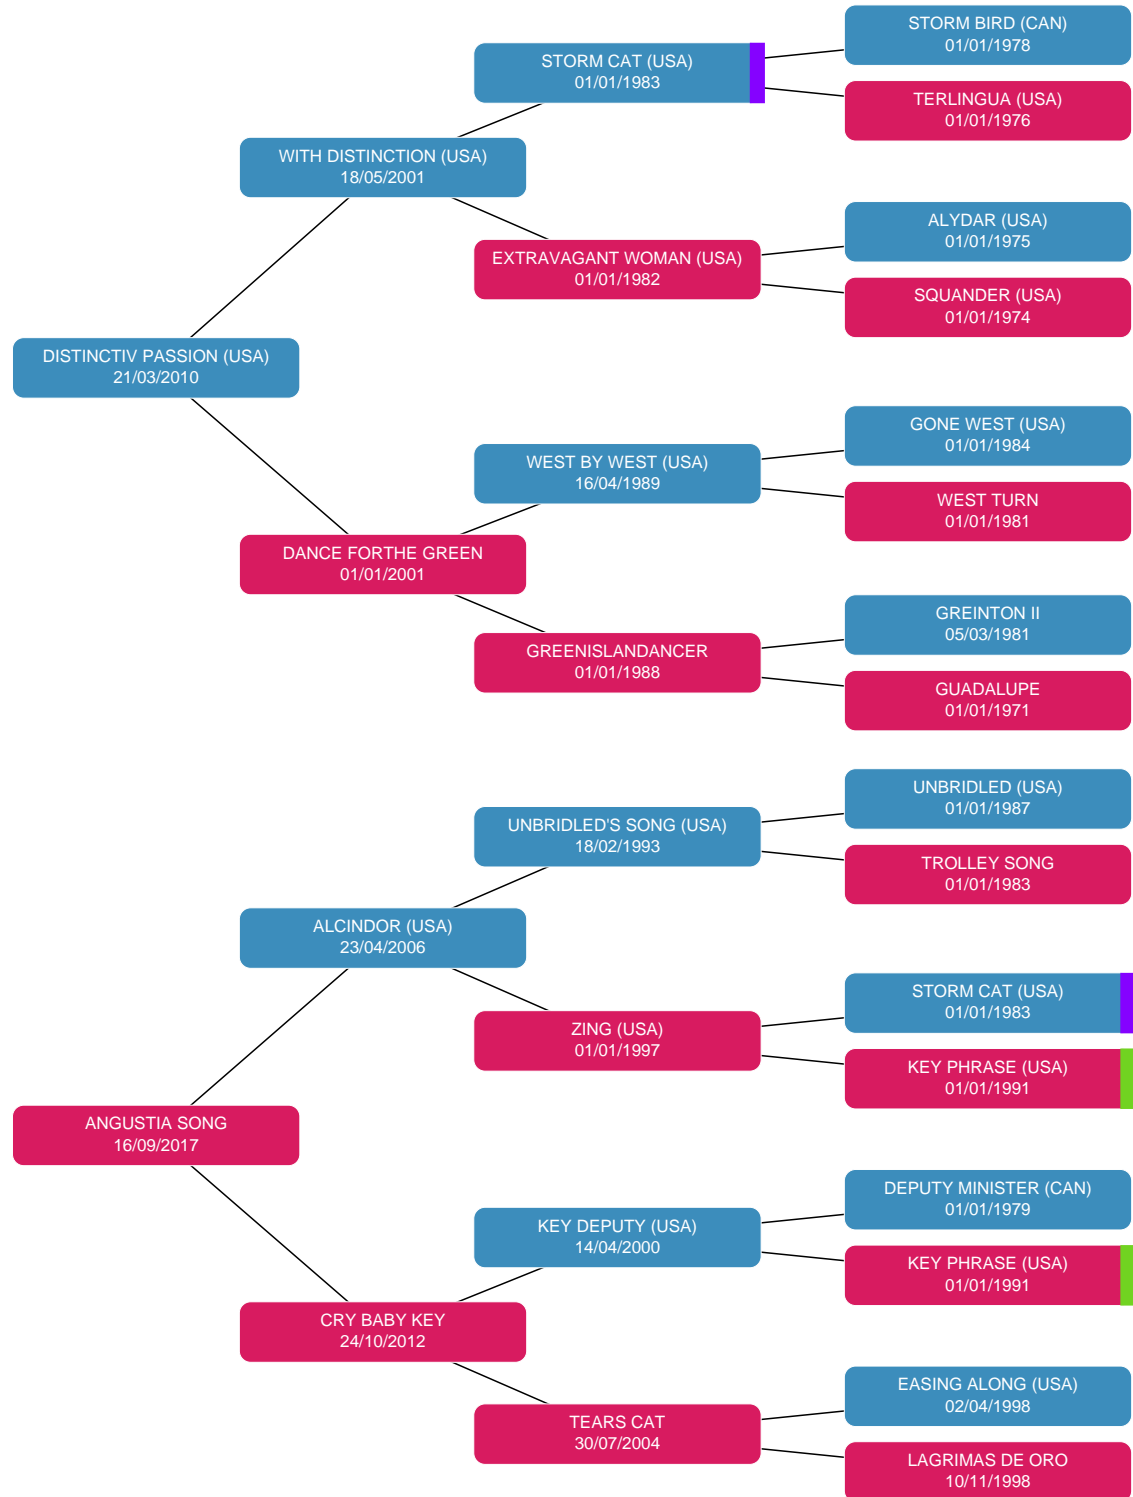 STORM BIRD (CAN)
01/01/1978
STORM CAT (USA)
01/01/1983
TERLINGUA (USA)
01/01/1976
WITH DISTINCTION (USA)
18/05/2001
ALYDAR (USA)
01/01/1975
EXTRAVAGANT WOMAN (USA)
01/01/1982
SQUANDER (USA)
01/01/1974
DISTINCTIV PASSION (USA)
21/03/2010
GONE WEST (USA)
01/01/1984
WEST BY WEST (USA)
16/04/1989
WEST TURN
01/01/1981
DANCE FORTHE GREEN
01/01/2001
GREINTON II
05/03/1981
GREENISLANDANCER
01/01/1988
GUADALUPE
01/01/1971
UNBRIDLED (USA)
01/01/1987
UNBRIDLED'S SONG (USA)
18/02/1993
TROLLEY SONG
01/01/1983
ALCINDOR (USA)
23/04/2006
STORM CAT (USA)
01/01/1983
ZING (USA)
01/01/1997
KEY PHRASE (USA)
01/01/1991
ANGUSTIA SONG
16/09/2017
DEPUTY MINISTER (CAN)
01/01/1979
KEY DEPUTY (USA)
14/04/2000
KEY PHRASE (USA)
01/01/1991
CRY BABY KEY
24/10/2012
EASING ALONG (USA)
02/04/1998
TEARS CAT
30/07/2004
LAGRIMAS DE ORO
10/11/1998